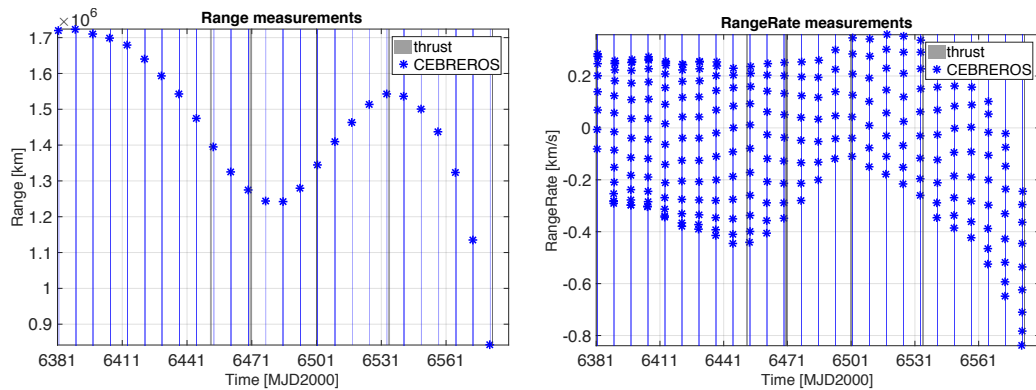 Range measurements
×10⁶
1.7
1.6
1.5
1.4
1.3
1.2
1.1
1
0.9
Range [km]
thrust
CEBREROS
6381 6411 6441 6471 6501 6531 6561
Time [MJD2000]
RangeRate measurements
0.2
0
-0.2
-0.4
-0.6
-0.8
RangeRate [km/s]
thrust
CEBREROS
6381 6411 6441 6471 6501 6531 6561
Time [MJD2000]